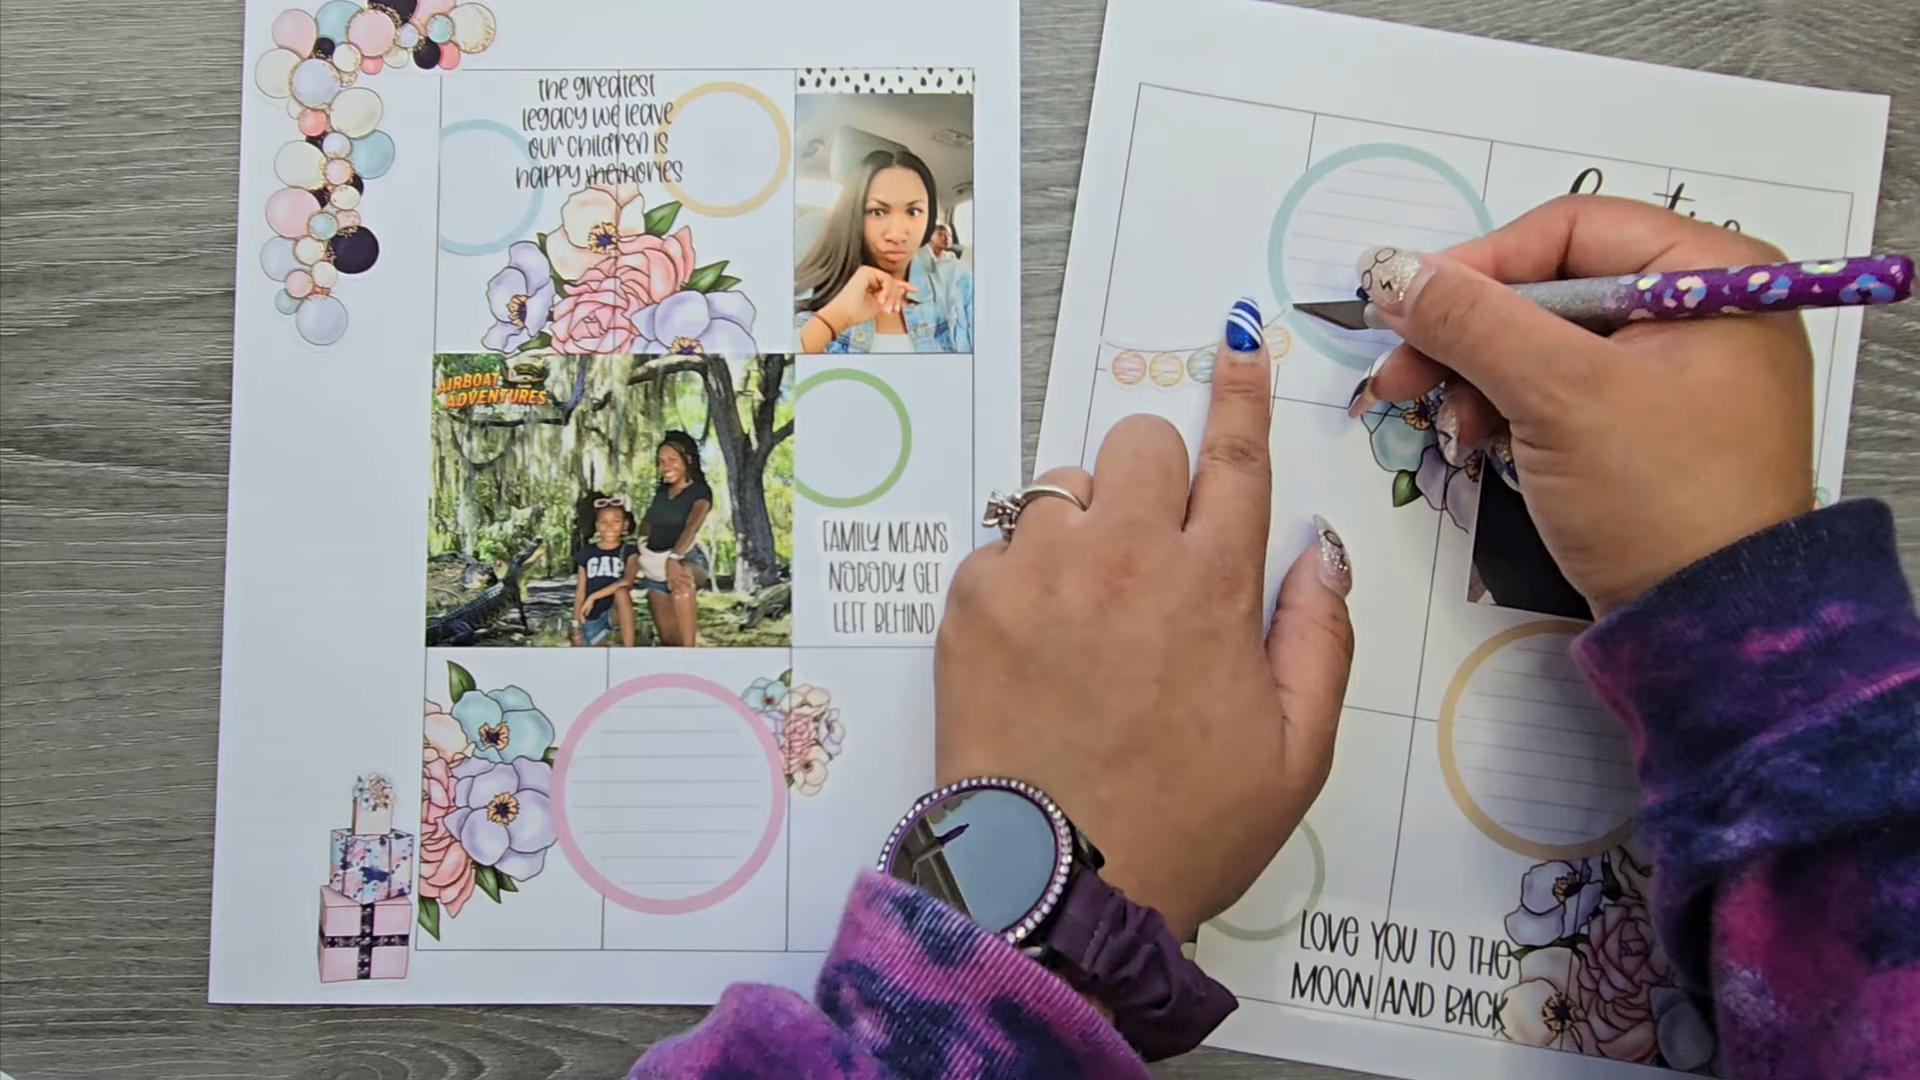 the greatest
legacy we leave
our children is
happy memories
AIRBOAT
ADVENTURES
GAP
FAMILY MEANS
NOBODY GET
LEFT BEHIND
LOVE YOU TO THE
MOON AND BACK